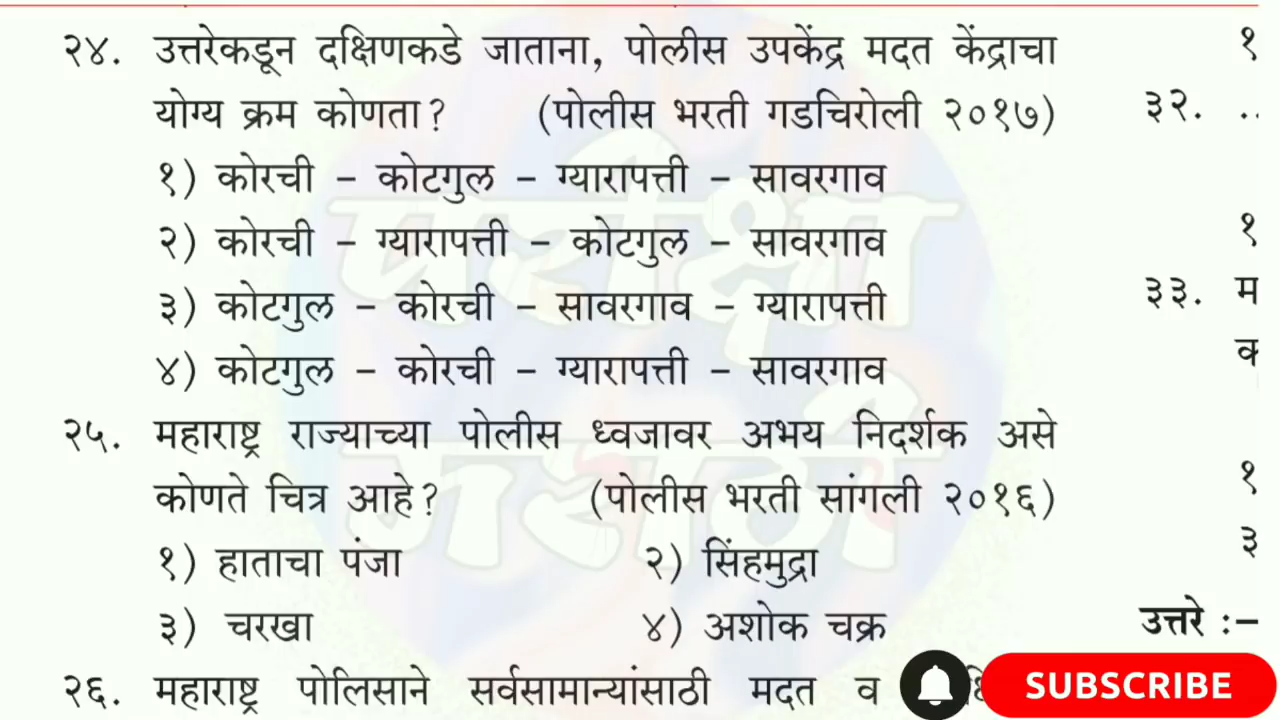 २४. उत्तरेकडून दक्षिणकडे जाताना, पोलीस उपकेंद्र मदत केंद्राचा
योग्य क्रम कोणता? (पोलीस भरती गडचिरोली २०१७)
१) कोरची – कोटगुल – ग्यारापत्ती – सावरगाव
२) कोरची – ग्यारापत्ती – कोटगुल – सावरगाव
३) कोटगुल – कोरची – सावरगाव – ग्यारापत्ती
४) कोटगुल – कोरची – ग्यारापत्ती – सावरगाव
२५. महाराष्ट्र राज्याच्या पोलीस ध्वजावर अभय निदर्शक असे
कोणते चित्र आहे? (पोलीस भरती सांगली २०१६)
१) हाताचा पंजा २) सिंहमुद्रा
३) चरखा ४) अशोक चक्र
२६. महाराष्ट्र पोलिसाने सर्वसामान्यांसाठी मदत व
१
३२. ..
१
३३. म
क
१
३
उत्तरे :–
परीक्षा
मराठी
SUBSCRIBE